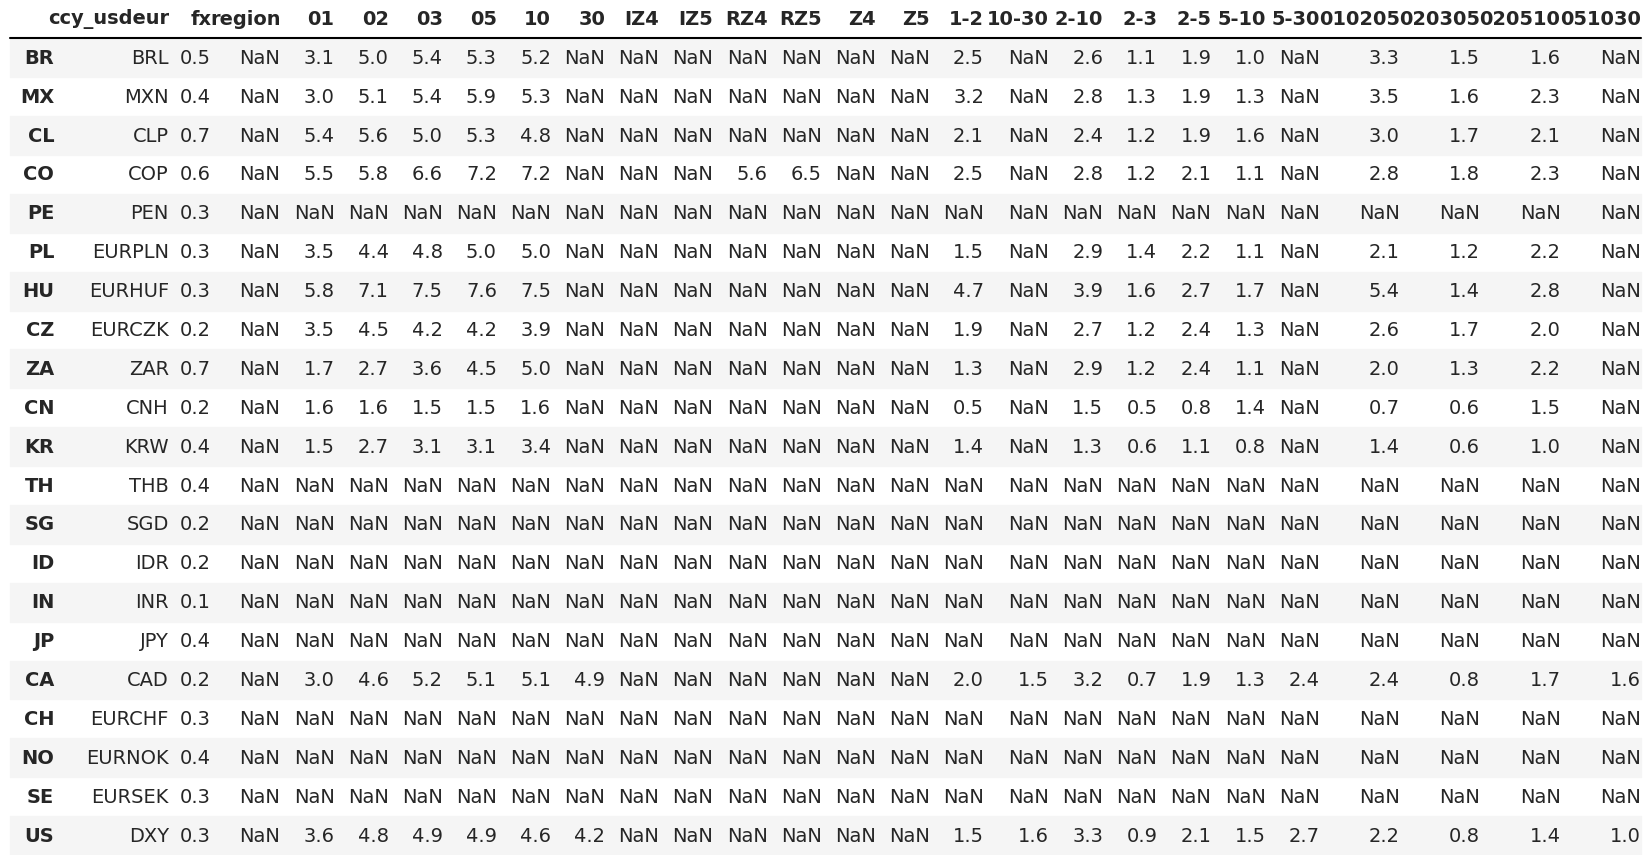 ccy_usdeur fxregion 01 02 03 05 10 30 IZ4 IZ5 RZ4 RZ5 Z4 Z5 1-2 10-30 2-10 2-3 2-5 5-10 5-30 010205 020305 020510 051030
BR BRL 0.5 NaN 3.1 5.0 5.4 5.3 5.2 NaN NaN NaN NaN NaN NaN NaN 2.5 NaN 2.6 1.1 1.9 1.0 NaN 3.3 1.5 1.6 NaN
MX MXN 0.4 NaN 3.0 5.1 5.4 5.9 5.3 NaN NaN NaN NaN NaN NaN NaN 3.2 NaN 2.8 1.3 1.9 1.3 NaN 3.5 1.6 2.3 NaN
CL CLP 0.7 NaN 5.4 5.6 5.0 5.3 4.8 NaN NaN NaN NaN NaN NaN NaN 2.1 NaN 2.4 1.2 1.9 1.6 NaN 3.0 1.7 2.1 NaN
CO COP 0.6 NaN 5.5 5.8 6.6 7.2 7.2 NaN NaN NaN 5.6 6.5 NaN NaN 2.5 NaN 2.8 1.2 2.1 1.1 NaN 2.8 1.8 2.3 NaN
PE PEN 0.3 NaN NaN NaN NaN NaN NaN NaN NaN NaN NaN NaN NaN NaN NaN NaN NaN NaN NaN NaN NaN NaN NaN NaN NaN
PL EURPLN 0.3 NaN 3.5 4.4 4.8 5.0 5.0 NaN NaN NaN NaN NaN NaN NaN 1.5 NaN 2.9 1.4 2.2 1.1 NaN 2.1 1.2 2.2 NaN
HU EURHUF 0.3 NaN 5.8 7.1 7.5 7.6 7.5 NaN NaN NaN NaN NaN NaN NaN 4.7 NaN 3.9 1.6 2.7 1.7 NaN 5.4 1.4 2.8 NaN
CZ EURCZK 0.2 NaN 3.5 4.5 4.2 4.2 3.9 NaN NaN NaN NaN NaN NaN NaN 1.9 NaN 2.7 1.2 2.4 1.3 NaN 2.6 1.7 2.0 NaN
ZA ZAR 0.7 NaN 1.7 2.7 3.6 4.5 5.0 NaN NaN NaN NaN NaN NaN NaN 1.3 NaN 2.9 1.2 2.4 1.1 NaN 2.0 1.3 2.2 NaN
CN CNH 0.2 NaN 1.6 1.6 1.5 1.5 1.6 NaN NaN NaN NaN NaN NaN NaN 0.5 NaN 1.5 0.5 0.8 1.4 NaN 0.7 0.6 1.5 NaN
KR KRW 0.4 NaN 1.5 2.7 3.1 3.1 3.4 NaN NaN NaN NaN NaN NaN NaN 1.4 NaN 1.3 0.6 1.1 0.8 NaN 1.4 0.6 1.0 NaN
TH THB 0.4 NaN NaN NaN NaN NaN NaN NaN NaN NaN NaN NaN NaN NaN NaN NaN NaN NaN NaN NaN NaN NaN NaN NaN NaN
SG SGD 0.2 NaN NaN NaN NaN NaN NaN NaN NaN NaN NaN NaN NaN NaN NaN NaN NaN NaN NaN NaN NaN NaN NaN NaN NaN
ID IDR 0.2 NaN NaN NaN NaN NaN NaN NaN NaN NaN NaN NaN NaN NaN NaN NaN NaN NaN NaN NaN NaN NaN NaN NaN NaN
IN INR 0.1 NaN NaN NaN NaN NaN NaN NaN NaN NaN NaN NaN NaN NaN NaN NaN NaN NaN NaN NaN NaN NaN NaN NaN NaN
JP JPY 0.4 NaN NaN NaN NaN NaN NaN NaN NaN NaN NaN NaN NaN NaN NaN NaN NaN NaN NaN NaN NaN NaN NaN NaN NaN
CA CAD 0.2 NaN 3.0 4.6 5.2 5.1 5.1 4.9 NaN NaN NaN NaN NaN NaN 2.0 1.5 3.2 0.7 1.9 1.3 2.4 2.4 0.8 1.7 1.6
CH EURCHF 0.3 NaN NaN NaN NaN NaN NaN NaN NaN NaN NaN NaN NaN NaN NaN NaN NaN NaN NaN NaN NaN NaN NaN NaN NaN
NO EURNOK 0.4 NaN NaN NaN NaN NaN NaN NaN NaN NaN NaN NaN NaN NaN NaN NaN NaN NaN NaN NaN NaN NaN NaN NaN NaN
SE EURSEK 0.3 NaN NaN NaN NaN NaN NaN NaN NaN NaN NaN NaN NaN NaN NaN NaN NaN NaN NaN NaN NaN NaN NaN NaN NaN
US DXY 0.3 NaN 3.6 4.8 4.9 4.9 4.6 4.2 NaN NaN NaN NaN NaN NaN 1.5 1.6 3.3 0.9 2.1 1.5 2.7 2.2 0.8 1.4 1.0